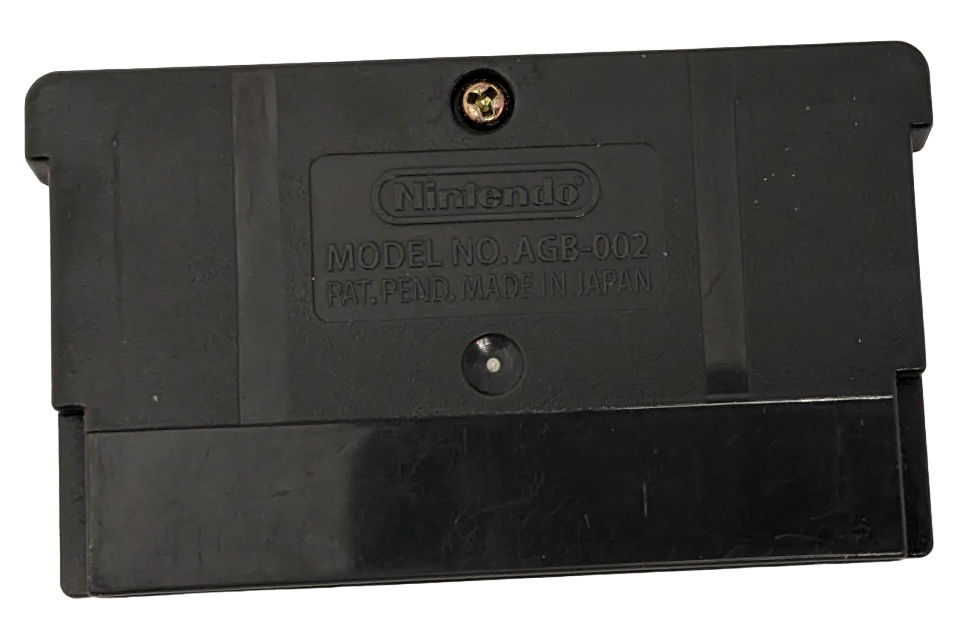 Nintendo®
MODEL NO. AGB-002
PAT. PEND. MADE IN JAPAN